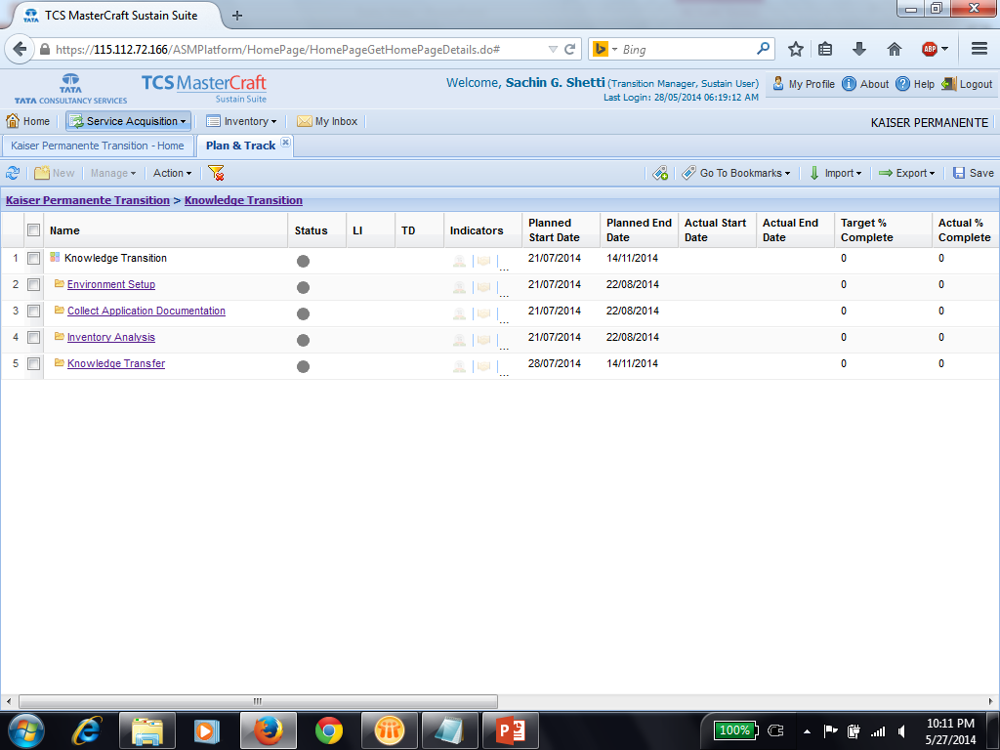 TATA TCS MasterCraft Sustain Suite
https://115.112.72.166/ASMPlatform/HomePage/HomePageGetHomePageDetails.do#
Bing
ABP
TATA
TATA CONSULTANCY SERVICES
TCS MasterCraft
Sustain Suite
Welcome, Sachin G. Shetti (Transition Manager, Sustain User)
Last Login: 28/05/2014 06:19:12 AM
My Profile About Help Logout
Home Service Acquisition Inventory My Inbox
KAISER PERMANENTE
Kaiser Permanente Transition - Home Plan & Track
New Manage Action Go To Bookmarks Import Export Save
Kaiser Permanente Transition > Knowledge Transition
Name Status LI TD Indicators Planned Start Date Planned End Date Actual Start Date Actual End Date Target % Complete Actual % Complete
1 Knowledge Transition ... 21/07/2014 14/11/2014 0 0
2 Environment Setup ... 21/07/2014 22/08/2014 0 0
3 Collect Application Documentation ... 21/07/2014 22/08/2014 0 0
4 Inventory Analysis ... 21/07/2014 22/08/2014 0 0
5 Knowledge Transfer ... 28/07/2014 14/11/2014 0 0
100%
10:11 PM
5/27/2014